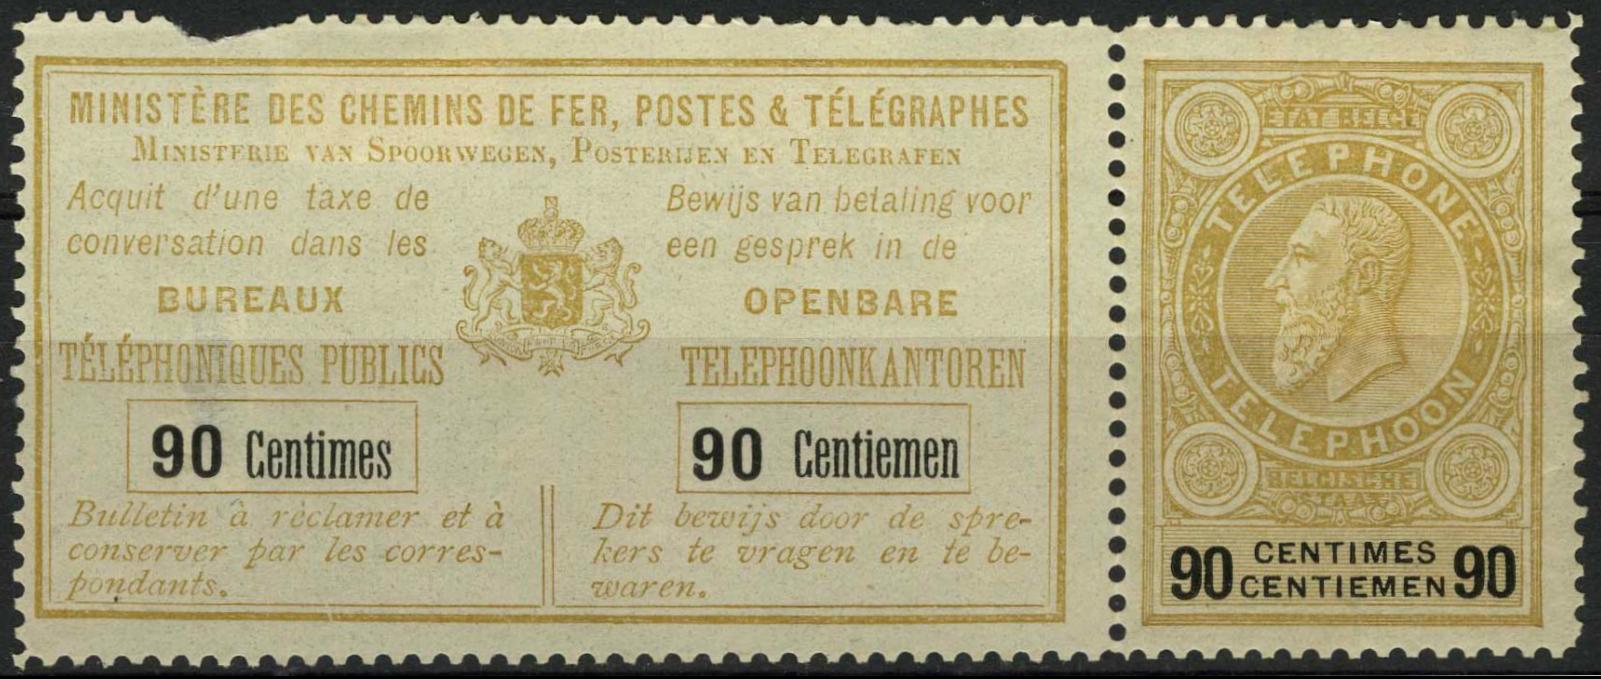 MINISTÈRE DES CHEMINS DE FER, POSTES & TÉLÉGRAPHES
MINISTERIE VAN SPOORWEGEN, POSTERIJEN EN TELEGRAFEN
Acquit d'une taxe de
conversation dans les
BUREAUX
TÉLÉPHONIQUES PUBLICS
90 Centimes
Bulletin à réclamer et à
conserver par les corres-
pondants.
Bewijs van betaling voor
een gesprek in de
OPENBARE
TELEPHOONKANTOREN
90 Centiemen
Dit bewijs door de spre-
kers te vragen en te be-
waren.
ETAT BELGE
TELEPHONE
TELEPHOON
BELGISCHE
STAAT
90 CENTIMES 90
CENTIEMEN